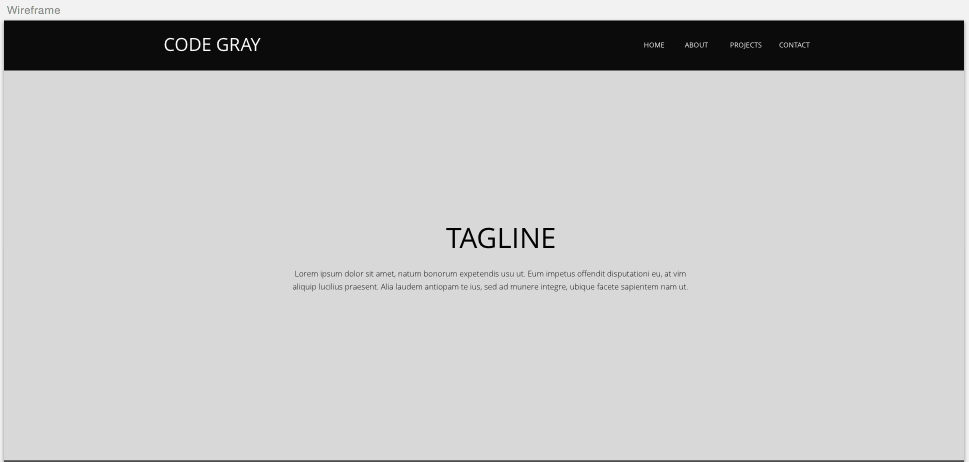 Wireframe
CODE GRAY
HOME ABOUT PROJECTS CONTACT
TAGLINE
Lorem ipsum dolor sit amet, natum bonorum expetendis usu ut. Eum impetus offendit disputationi eu, at vim
aliquip lucilius praesent. Alia laudem antiopam te ius, sed ad munere integre, ubique facete sapientem nam ut.